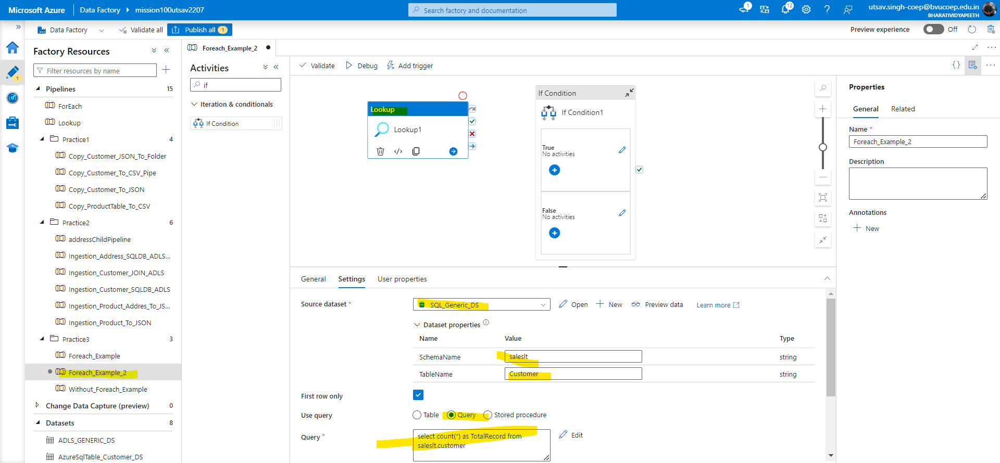 Microsoft Azure
Data Factory
mission100utsav2207
Search factory and documentation
1
12
utsav.singh-coep@bvucoep.edu.in
BHARATIVIDYAPEETH
Data Factory
Validate all
Publish all
1
Preview experience
Off
1
Factory Resources
Filter resources by name
Pipelines
15
ForEach
Lookup
Practice1
4
Copy_Customer_JSON_To_Folder
Copy_Customer_To_CSV_Pipe
Copy_Customer_To_JSON
Copy_ProductTable_To_CSV
Practice2
6
addressChildPipeline
Ingestion_Address_SQLDB_ADLS...
Ingestion_Customer_JOIN_ADLS
Ingestion_Customer_SQLDB_ADLS
Ingestion_Product_Addres_To_JS...
Ingestion_Product_To_JSON
Practice3
3
Foreach_Example
Foreach_Example_2
Without_Foreach_Example
Change Data Capture (preview)
0
Datasets
8
ADLS_GENERIC_DS
AzureSqlTable_Customer_DS
Foreach_Example_2
Activities
if
Iteration & conditionals
If Condition
Validate
Debug
Add trigger
Lookup
Lookup1
If Condition
If Condition1
True
No activities
False
No activities
General
Settings
User properties
Source dataset *
SQL_Generic_DS
Open
New
Preview data
Learn more
Dataset properties
Name
Value
Type
SchemaName
saleslt
string
TableName
Customer
string
First row only
Use query
Table
Query
Stored procedure
Query *
select count(*) as TotalRecord from
saleslt.customer
Edit
Properties
General
Related
Name *
Foreach_Example_2
Description
Annotations
New